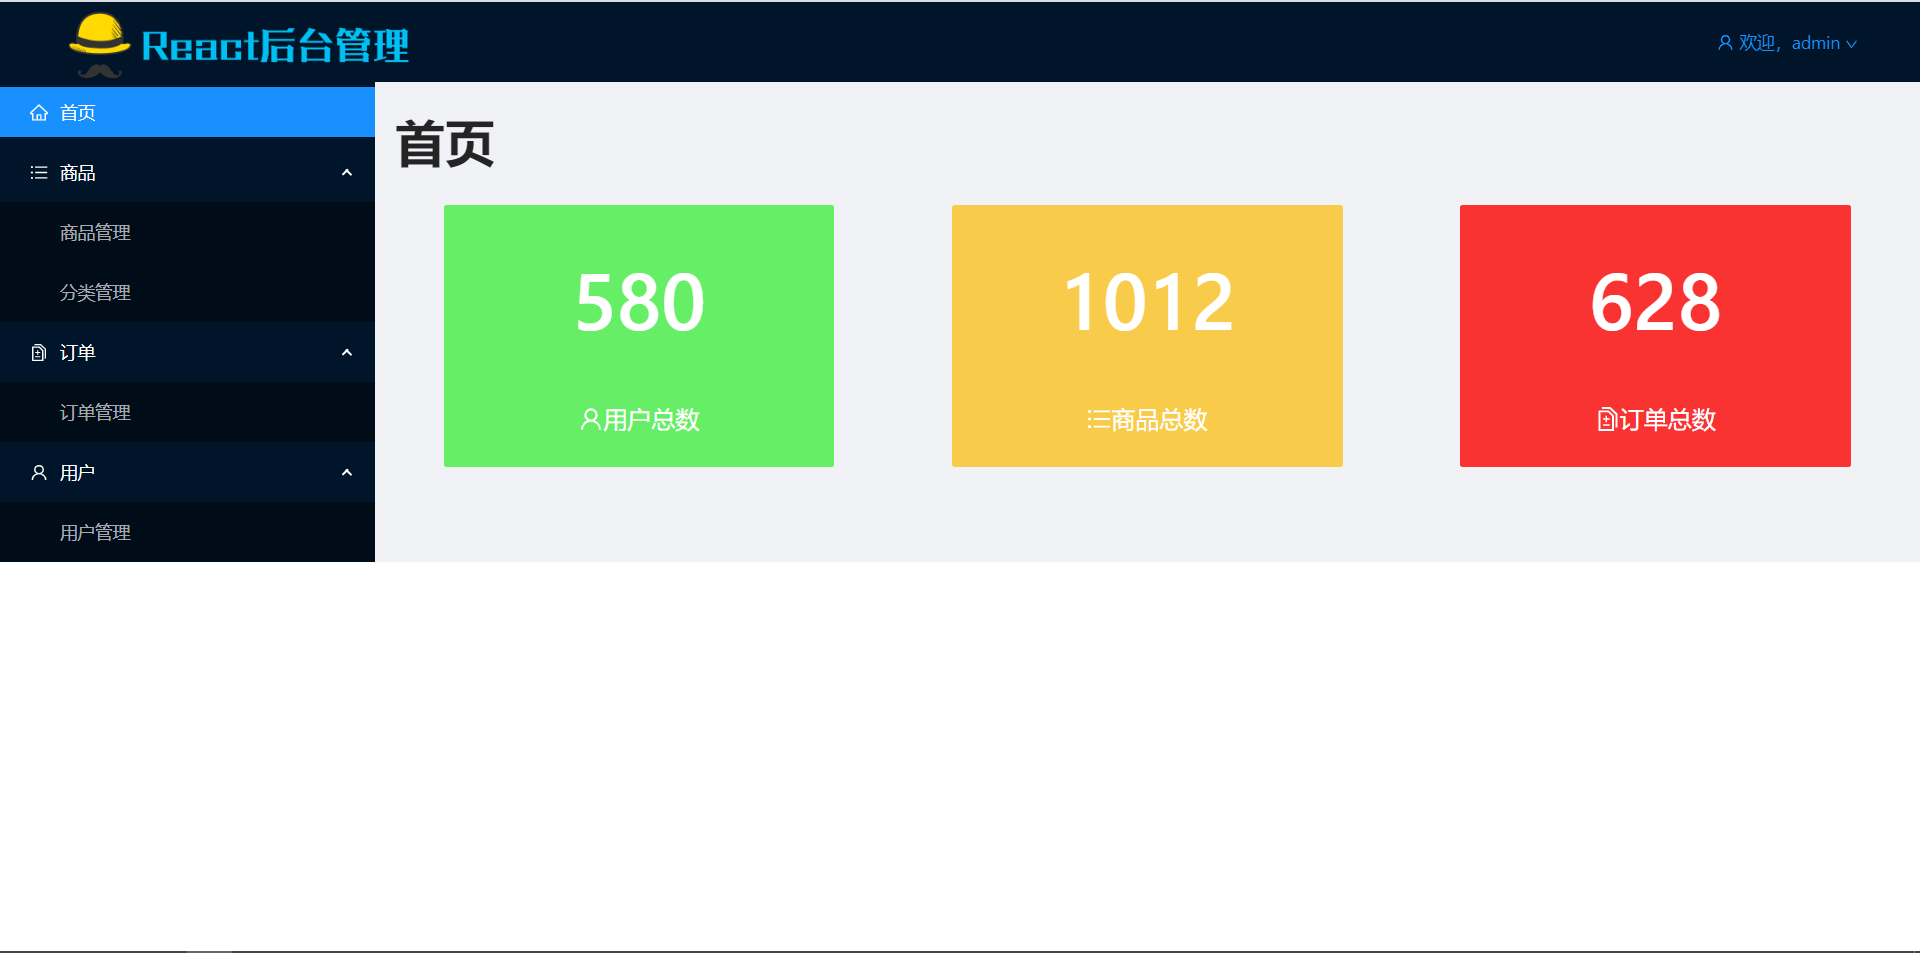 React后台管理
欢迎，admin
首页
商品
商品管理
分类管理
订单
订单管理
用户
用户管理
首页
580
用户总数
1012
商品总数
628
订单总数